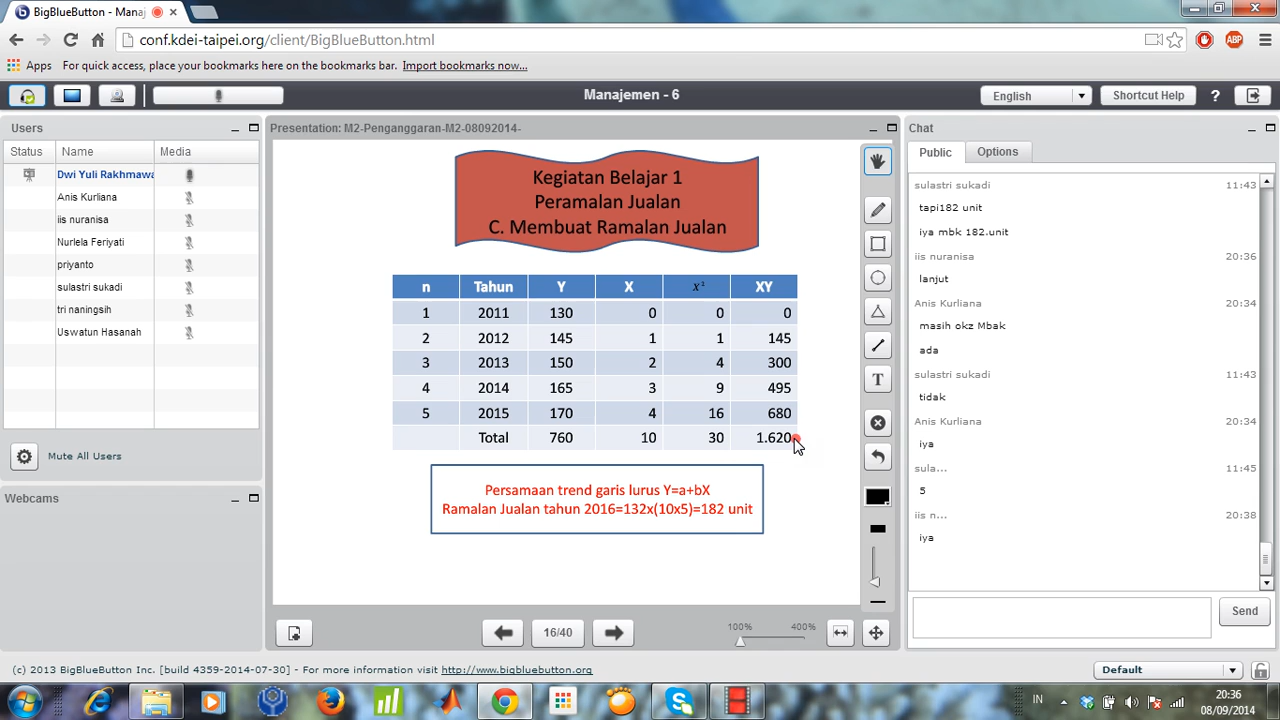 BigBlueButton - Manaj
conf.kdei-taipei.org/client/BigBlueButton.html
ABP
Apps For quick access, place your bookmarks here on the bookmarks bar. Import bookmarks now...
Manajemen - 6
English
Shortcut Help
?
Users
Status Name Media
Dwi Yuli Rakhmawa
Anis Kurliana
iis nuranisa
Nurlela Feriyati
priyanto
sulastri sukadi
tri naningsih
Uswatun Hasanah
Mute All Users
Webcams
Presentation: M2-Penganggaran-M2-08092014-
Kegiatan Belajar 1
Peramalan Jualan
C. Membuat Ramalan Jualan
n Tahun Y X x¹ XY
1 2011 130 0 0 0
2 2012 145 1 1 145
3 2013 150 2 4 300
4 2014 165 3 9 495
5 2015 170 4 16 680
Total 760 10 30 1.620
Persamaan trend garis lurus Y=a+bX
Ramalan Jualan tahun 2016=132x(10x5)=182 unit
T
16/40
100% 400%
Chat
Public Options
sulastri sukadi 11:43
tapi182 unit
iya mbk 182.unit
iis nuranisa 20:36
lanjut
Anis Kurliana 20:34
masih okz Mbak
ada
sulastri sukadi 11:43
tidak
Anis Kurliana 20:34
iya
sula... 11:45
5
iis n... 20:38
iya
Send
(c) 2013 BigBlueButton Inc. [build 4359-2014-07-30] - For more information visit http://www.bigbluebutton.org
Default
IN
20:36
08/09/2014